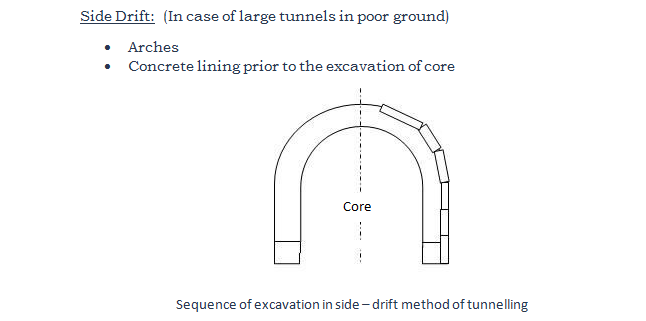 Side Drift: (In case of large tunnels in poor ground)
• Arches
• Concrete lining prior to the excavation of core
Core
Sequence of excavation in side – drift method of tunnelling